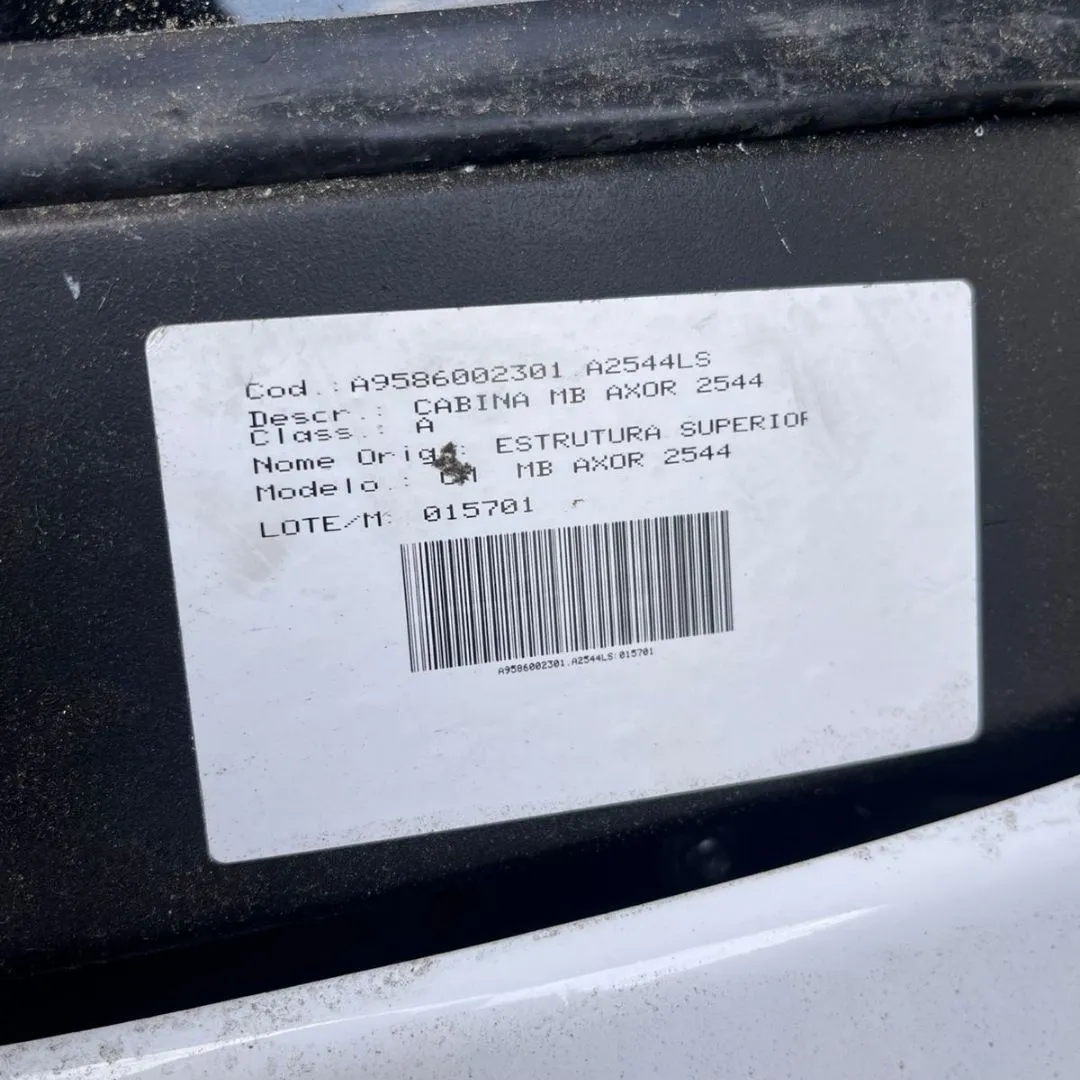 Cod.: A9586002301.A2544LS
Descr.: CABINA MB AXOR 2544
Class.: A
Nome Orig.: ESTRUTURA SUPERIOR
Modelo.: MB AXOR 2544
LOTE/M: 015701
A9586002301.A2544LS:015701